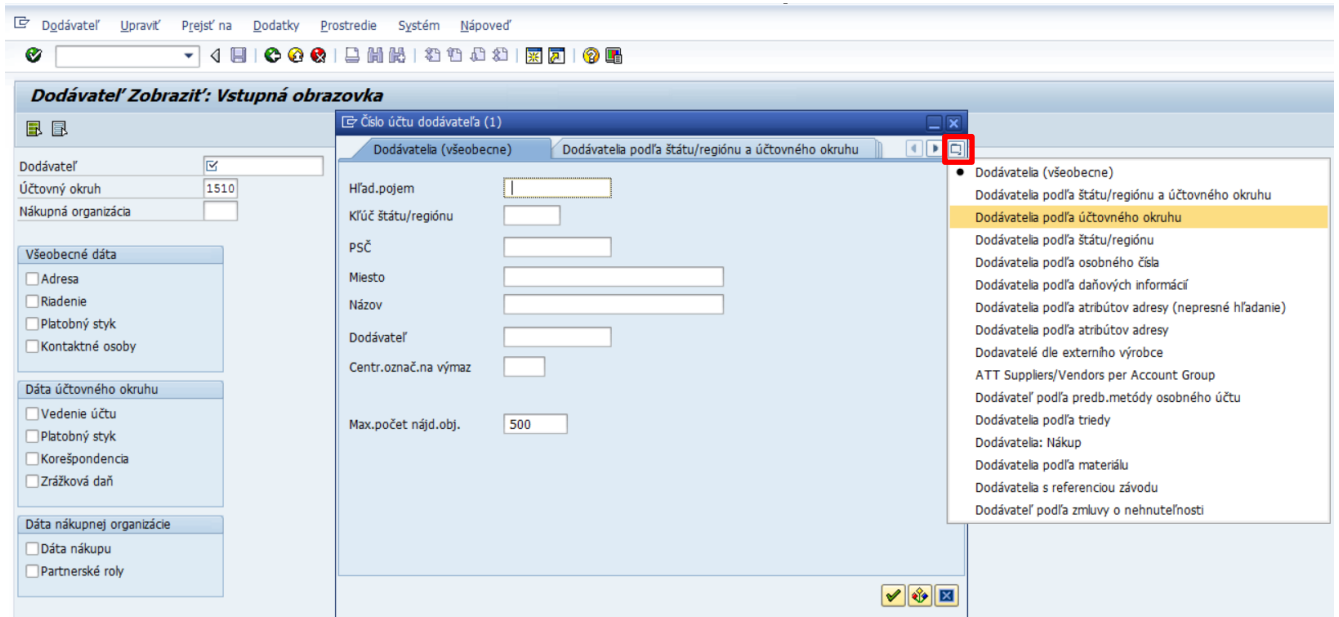 Dodávateľ Upraviť Prejsť na Dodatky Prostredie Systém Nápoveď
Dodávateľ Zobraziť: Vstupná obrazovka
Dodávateľ
Účtovný okruh 1510
Nákupná organizácia
Všeobecné dáta
Adresa
Riadenie
Platobný styk
Kontaktné osoby
Dáta účtovného okruhu
Vedenie účtu
Platobný styk
Korešpondencia
Zrážková daň
Dáta nákupnej organizácie
Dáta nákupu
Partnerské roly
Číslo účtu dodávateľa (1)
Dodávatelia (všeobecne) Dodávatelia podľa štátu/regiónu a účtovného okruhu
Hľad.pojem
Kľúč štátu/regiónu
PSČ
Miesto
Názov
Dodávateľ
Centr.označ.na výmaz
Max.počet nájd.obj. 500
Dodávatelia (všeobecne)
Dodávatelia podľa štátu/regiónu a účtovného okruhu
Dodávatelia podľa účtovného okruhu
Dodávatelia podľa štátu/regiónu
Dodávatelia podľa osobného čísla
Dodávatelia podľa daňových informácií
Dodávatelia podľa atribútov adresy (nepresné hľadanie)
Dodávatelia podľa atribútov adresy
Dodavatelé dle externího výrobce
ATT Suppliers/Vendors per Account Group
Dodávateľ podľa predb.metódy osobného účtu
Dodávatelia podľa triedy
Dodávatelia: Nákup
Dodávatelia podľa materiálu
Dodávatelia s referenciou závodu
Dodávateľ podľa zmluvy o nehnuteľnosti